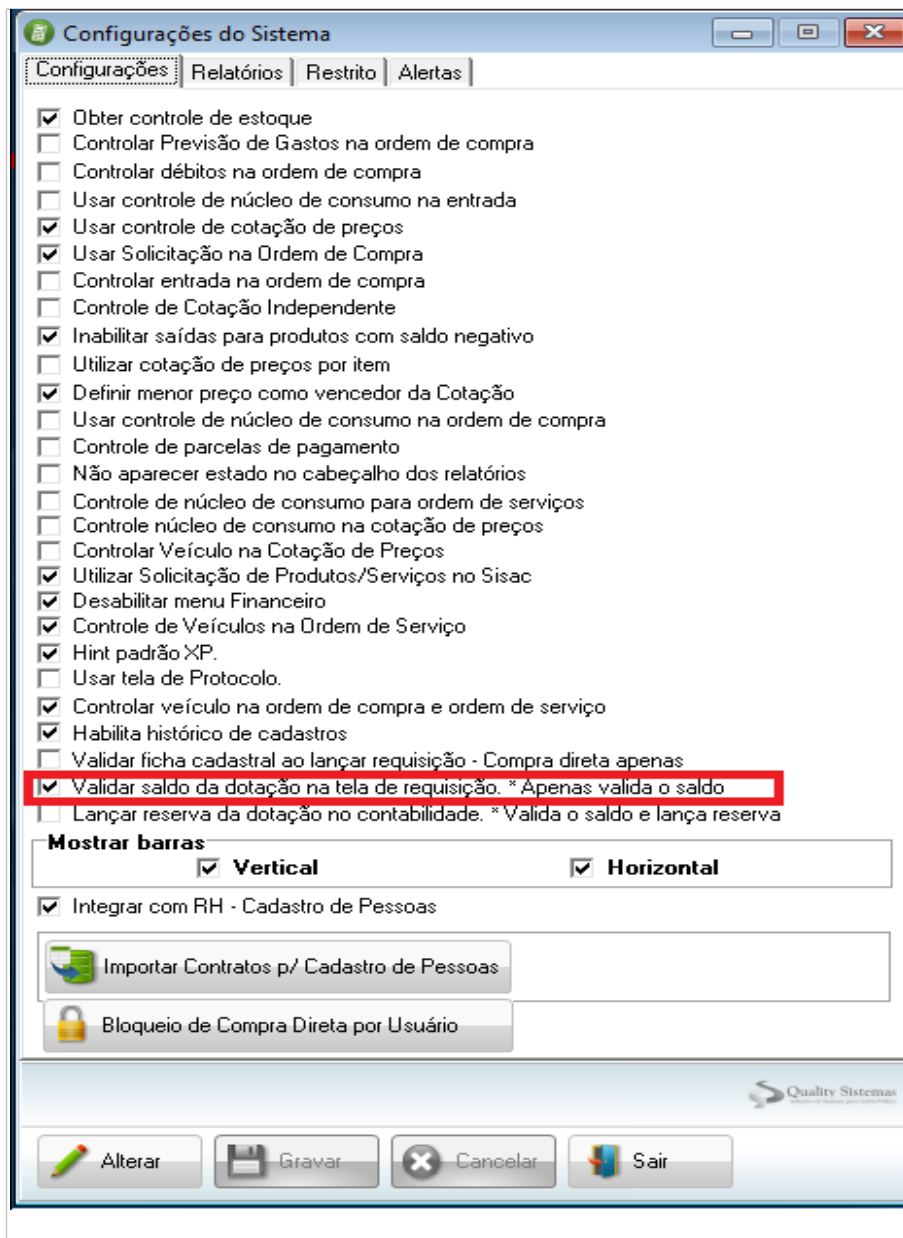 Configurações do Sistema
Configurações Relatórios Restrito Alertas
Obter controle de estoque
Controlar Previsão de Gastos na ordem de compra
Controlar débitos na ordem de compra
Usar controle de núcleo de consumo na entrada
Usar controle de cotação de preços
Usar Solicitação na Ordem de Compra
Controlar entrada na ordem de compra
Controle de Cotação Independente
Inabilitar saídas para produtos com saldo negativo
Utilizar cotação de preços por item
Definir menor preço como vencedor da Cotação
Usar controle de núcleo de consumo na ordem de compra
Controle de parcelas de pagamento
Não aparecer estado no cabeçalho dos relatórios
Controle de núcleo de consumo para ordem de serviços
Controle núcleo de consumo na cotação de preços
Controlar Veículo na Cotação de Preços
Utilizar Solicitação de Produtos/Serviços no Sisac
Desabilitar menu Financeiro
Controle de Veículos na Ordem de Serviço
Hint padrão XP.
Usar tela de Protocolo.
Controlar veículo na ordem de compra e ordem de serviço
Habilita histórico de cadastros
Validar ficha cadastral ao lançar requisição - Compra direta apenas
Validar saldo da dotação na tela de requisição. * Apenas valida o saldo
Lançar reserva da dotação no contabilidade. * Valida o saldo e lança reserva
Mostrar barras
Vertical Horizontal
Integrar com RH - Cadastro de Pessoas
Importar Contratos p/ Cadastro de Pessoas
Bloqueio de Compra Direta por Usuário
Quality Sistemas
Alterar Gravar Cancelar Sair